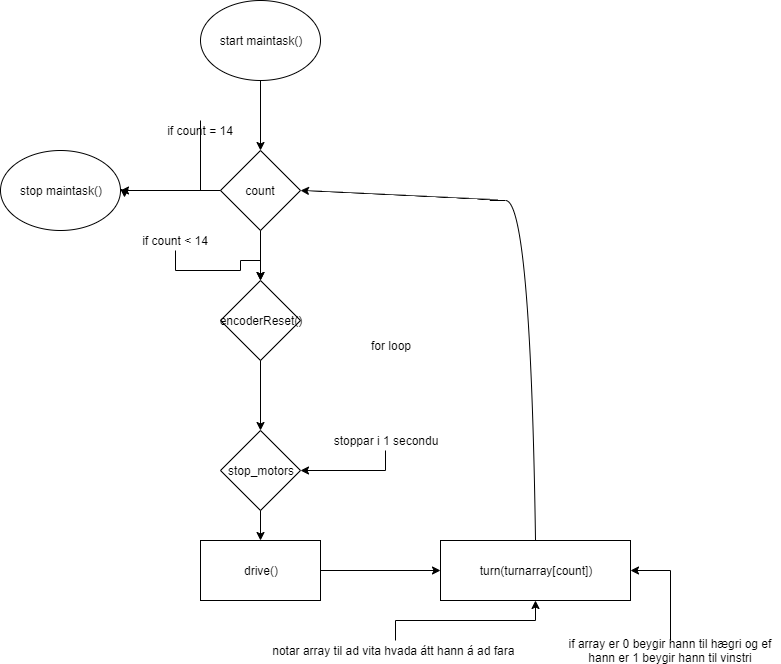 start maintask()
if count = 14
stop maintask()
count
if count < 14
encoderReset()
for loop
stoppar i 1 secondu
stop_motors
drive()
turn(turnarray[count])
notar array til ad vita hvada átt hann á ad fara
if array er 0 beygir hann til hægri og ef
hann er 1 beygir hann til vinstri